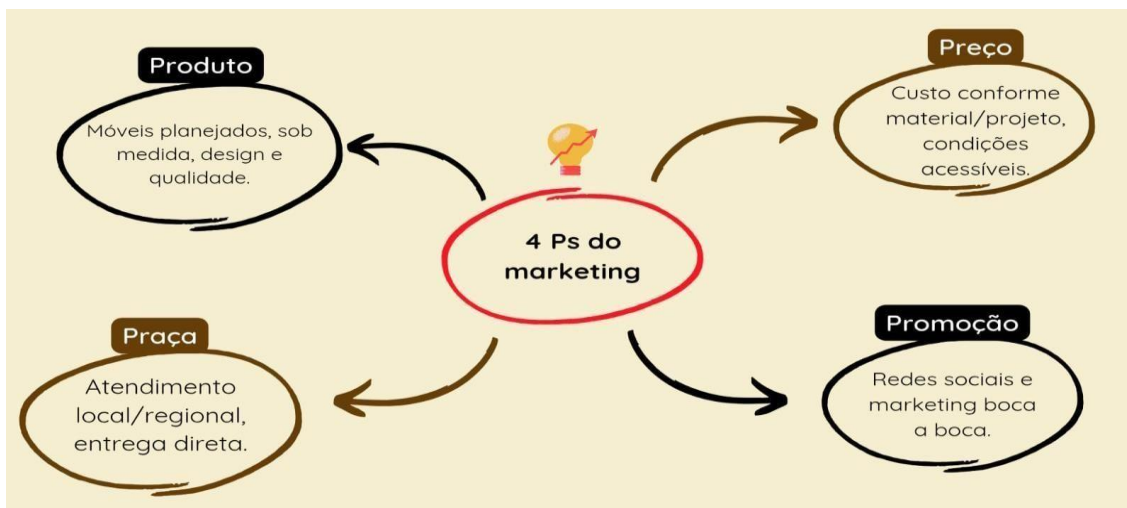 Produto
Móveis planejados, sob
medida, design e
qualidade.
Preço
Custo conforme
material/projeto,
condições
acessíveis.
4 Ps do
marketing
Praça
Atendimento
local/regional,
entrega direta.
Promoção
Redes sociais e
marketing boca
a boca.